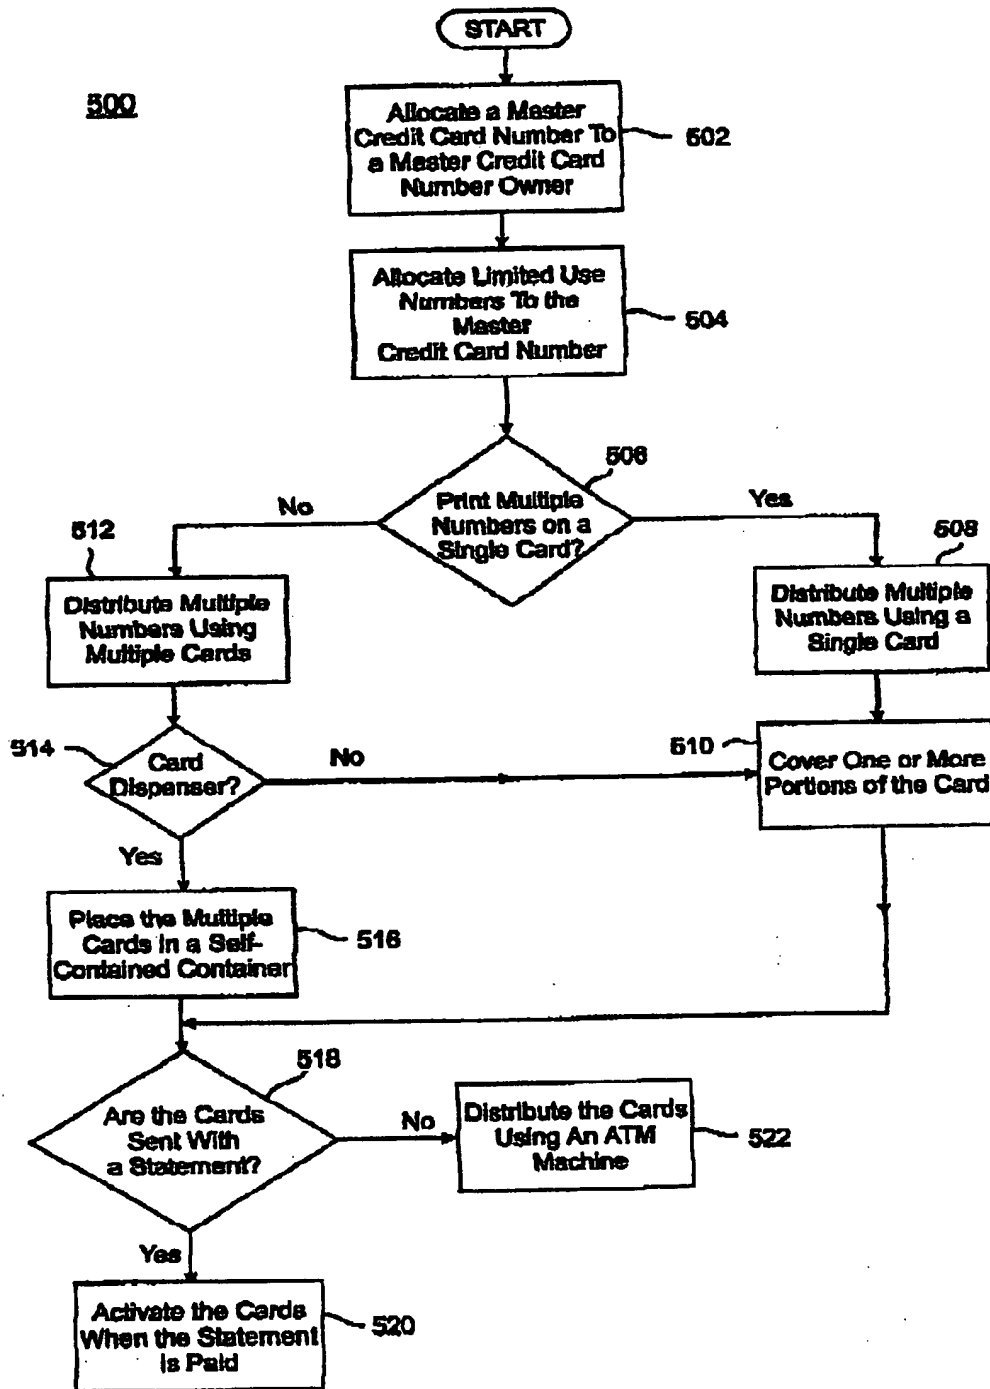 START
500
Allocate a Master
Credit Card Number To
a Master Credit Card
Number Owner
502
Allocate Limited Use
Numbers To the
Master
Credit Card Number
504
506
Print Multiple
Numbers on a
Single Card?
No
Yes
512
508
Distribute Multiple
Numbers Using
Multiple Cards
Distribute Multiple
Numbers Using a
Single Card
514
Card
Dispenser?
No
510
Cover One or More
Portions of the Card
Yes
Place the Multiple
Cards in a Self-
Contained Container
516
518
Are the Cards
Sent With
a Statement?
No
Distribute the Cards
Using An ATM
Machine
522
Yes
Activate the Cards
When the Statement
is Paid
520